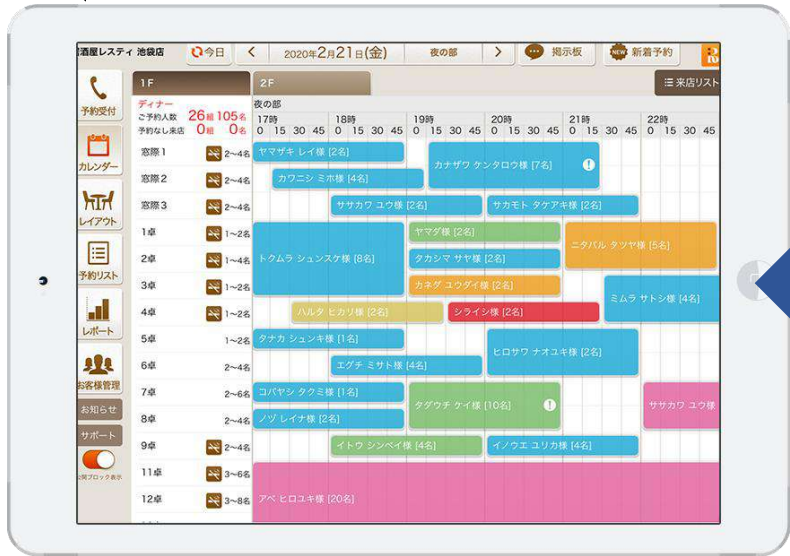 酒屋レスティ 池袋店
今日
2020年2月21日(金)
夜の部
掲示板
NEW
新着予約
予約受付
カレンダー
レイアウト
予約リスト
レポート
お客様管理
お知らせ
サポート
1F
2F
来店リスト
ディナー
ご予約人数 26組 105名
予約なし来店 0組 0名
夜の部
17時 18時 19時 20時 21時 22時
0 15 30 45 0 15 30 45 0 15 30 45 0 15 30 45 0 15 30 45 0 15 30 45
窓際1 2〜4名 ヤマザキ レイ様 [2名]
カナザワ ケンタロウ様 [7名]
窓際2 2〜4名 カワニシ ミホ様 [4名]
窓際3 2〜4名 ササカワ ユウ様 [2名] サカモト タケアキ様 [2名]
1卓 1〜2名 ヤマダ様 [2名]
ニタバル タツヤ様 [5名]
2卓 1〜4名 トクムラ シュンスケ様 [8名] タカシマ サヤ様 [2名]
3卓 1〜2名 カネダ ユウダイ様 [2名]
ミムラ サトシ様 [4名]
4卓 1〜2名 ハルタ ヒカリ様 [2名] シライシ様 [2名]
5卓 1〜2名 タナカ シュンキ様 [1名]
ヒロサワ ナオユキ様 [2名]
6卓 2〜4名 エグチ ミサト様 [4名]
7卓 2〜6名 コバヤシ タクミ様 [1名]
タグウチ ケイ様 [10名] ササカワ ユウ様
8卓 2〜4名 ノヅ レイナ様 [2名]
9卓 2〜4名 イトウ シンペイ様 [4名] イノウエ ユリカ様 [4名]
11卓 3〜6名
12卓 3〜8名 アベ ヒロユキ様 [20名]